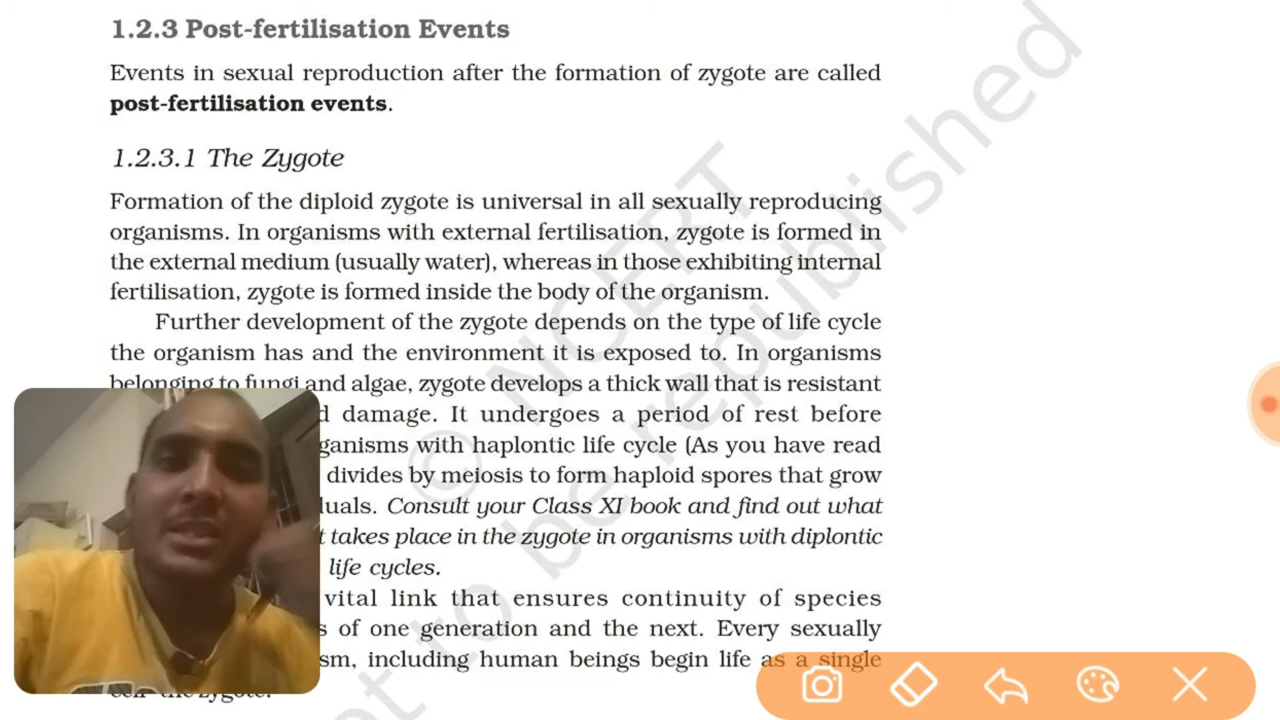 1.2.3 Post-fertilisation Events
Events in sexual reproduction after the formation of zygote are called
post-fertilisation events.
1.2.3.1 The Zygote
Formation of the diploid zygote is universal in all sexually reproducing
organisms. In organisms with external fertilisation, zygote is formed in
the external medium (usually water), whereas in those exhibiting internal
fertilisation, zygote is formed inside the body of the organism.
Further development of the zygote depends on the type of life cycle
the organism has and the environment it is exposed to. In organisms
belonging to fungi and algae, zygote develops a thick wall that is resistant
damage. It undergoes a period of rest before
ganisms with haplontic life cycle (As you have read
divides by meiosis to form haploid spores that grow
luals. Consult your Class XI book and find out what
t takes place in the zygote in organisms with diplontic
life cycles.
vital link that ensures continuity of species
s of one generation and the next. Every sexually
sm, including human beings begin life as a single
© NCERT
not to be republished